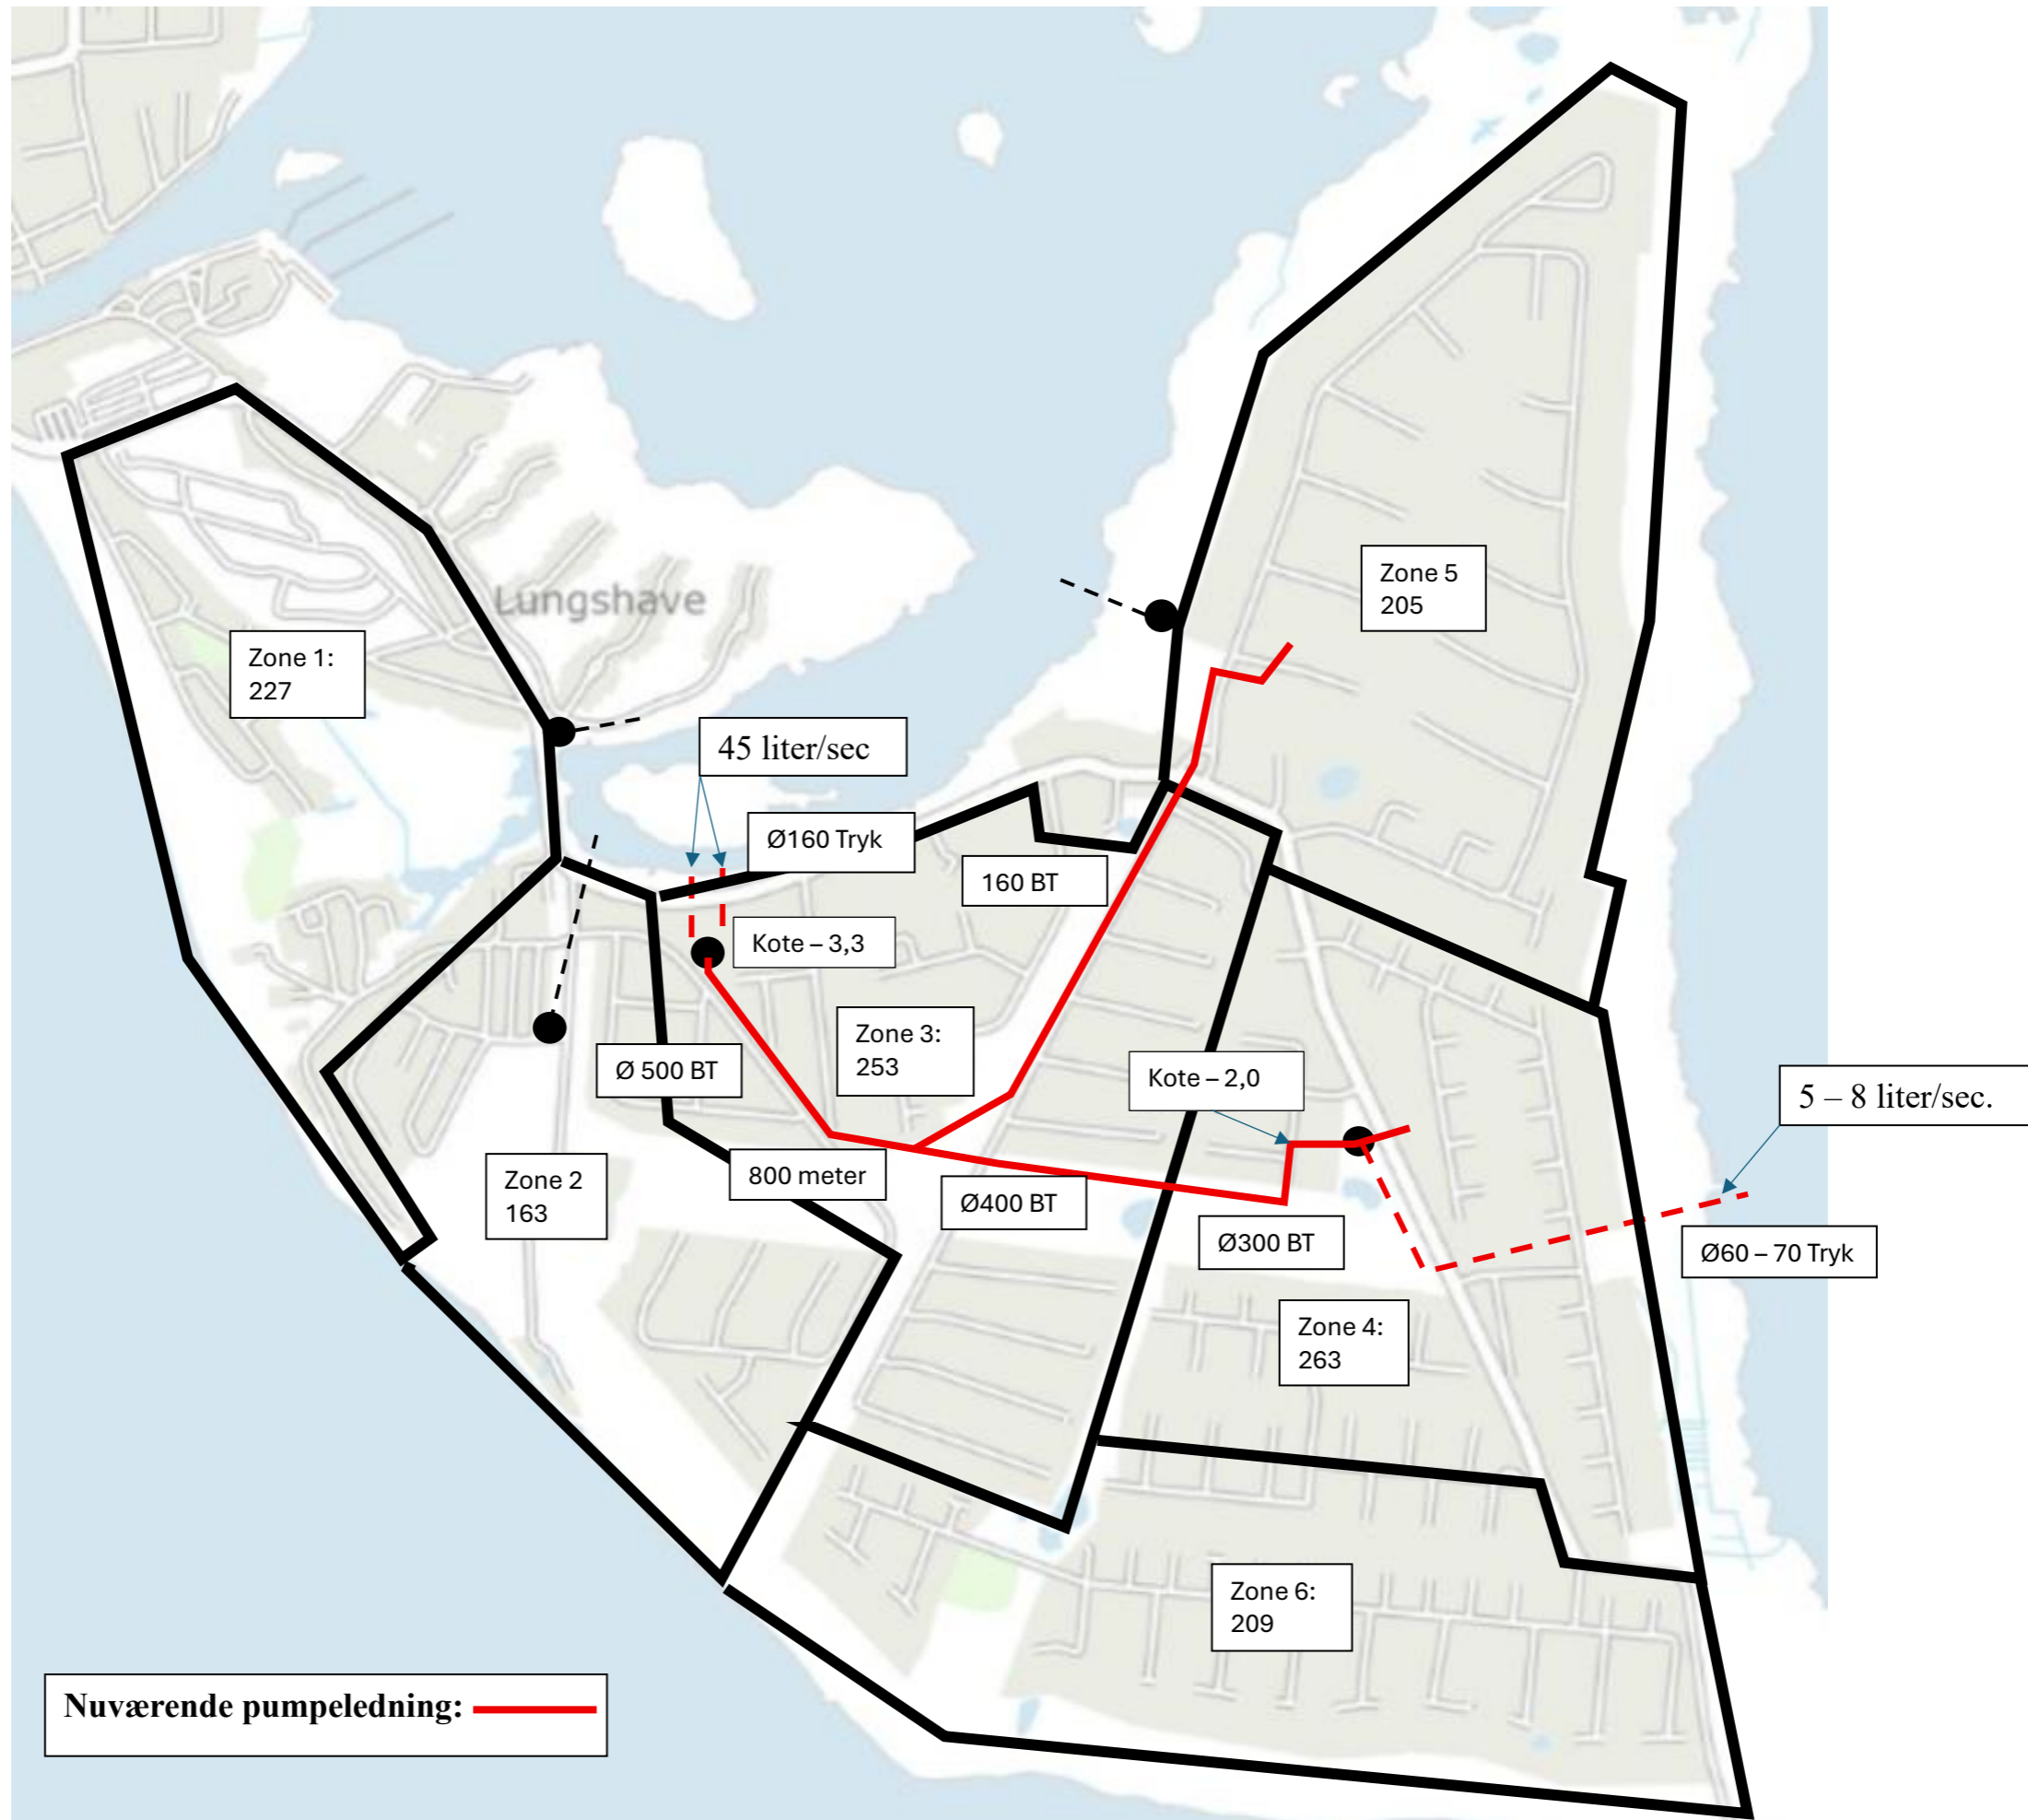 Zone 5
205
Lungshave
Zone 1:
227
45 liter/sec
Ø160 Tryk
160 BT
Kote – 3,3
Zone 3:
253
Ø 500 BT
Kote – 2,0
5 – 8 liter/sec.
800 meter
Zone 2
163
Ø400 BT
Ø300 BT
Ø60 – 70 Tryk
Zone 4:
263
Zone 6:
209
Nuværende pumpeledning: